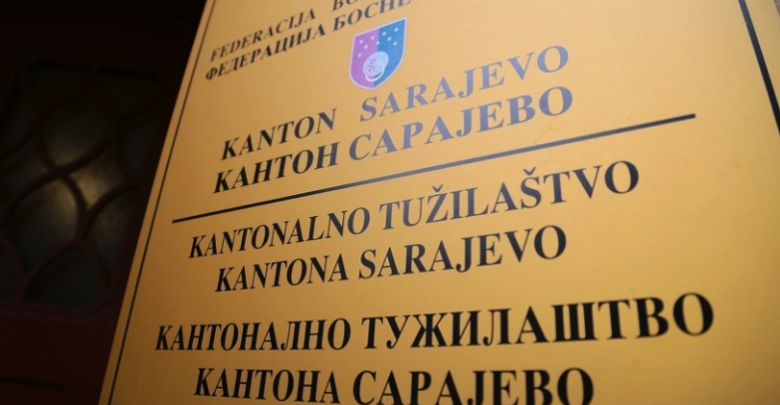 FEDERACIJA BO
ФЕДЕРАЦИЈА БОСНЕ
KANTON SARAJEVO
КАНТОН САРАЈЕВО
KANTONALNO TUŽILAŠTVO
KANTONA SARAJEVO
КАНТОНАЛНО ТУЖИЛАШТВО
КАНТОНА САРАЈЕВО